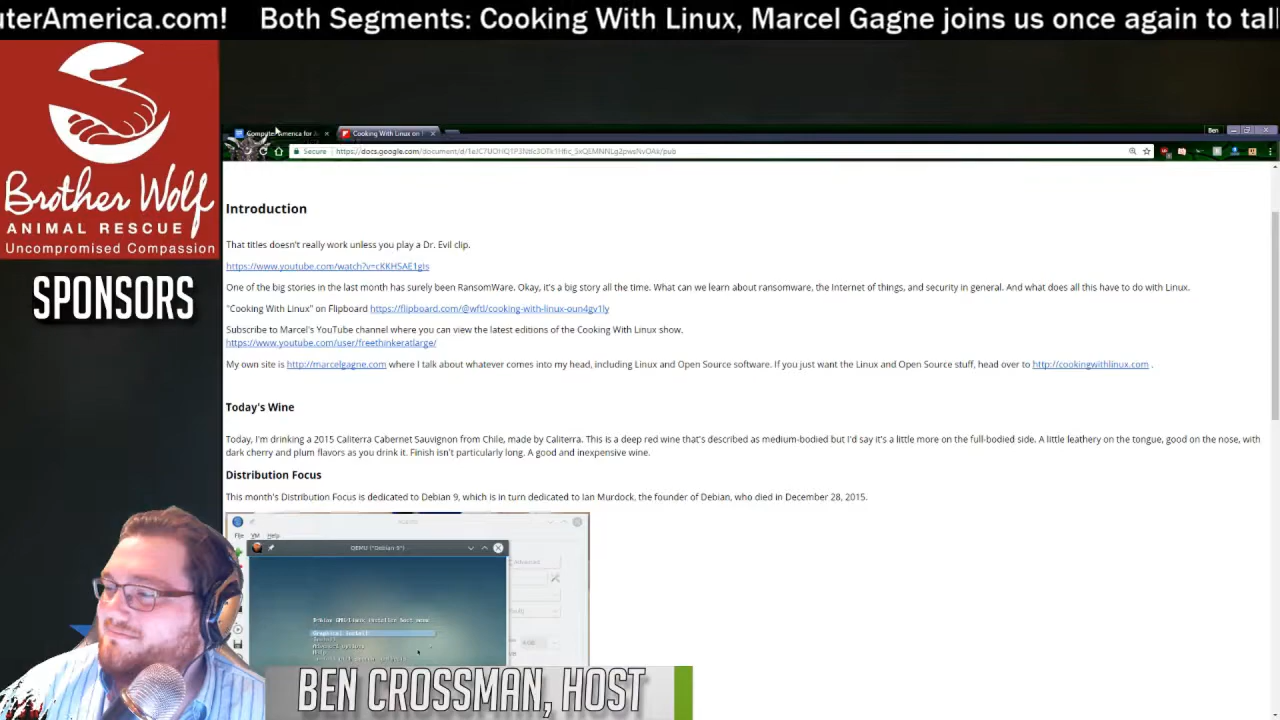 uterAmerica.com!    Both Segments: Cooking With Linux, Marcel Gagne joins us once again to tal
Brother Wolf
ANIMAL RESCUE
Uncompromised Compassion
SPONSORS
Cooking With Linux on
Ben
Secure
Introduction
That titles doesn't really work unless you play a Dr. Evil clip.
https://www.youtube.com/watch?v=cKKHSAE1gIs
One of the big stories in the last month has surely been RansomWare. Okay, it's a big story all the time. What can we learn about ransomware, the Internet of things, and security in general. And what does all this have to do with Linux.
"Cooking With Linux" on Flipboard https://flipboard.com/@wftl/cooking-with-linux-oun4gv1ly
Subscribe to Marcel's YouTube channel where you can view the latest editions of the Cooking With Linux show.
https://www.youtube.com/user/freethinkeratlarge/
My own site is http://marcelgagne.com where I talk about whatever comes into my head, including Linux and Open Source software. If you just want the Linux and Open Source stuff, head over to http://cookingwithlinux.com .
Today's Wine
Today, I'm drinking a 2015 Caliterra Cabernet Sauvignon from Chile, made by Caliterra. This is a deep red wine that's described as medium-bodied but I'd say it's a little more on the full-bodied side. A little leathery on the tongue, good on the nose, with
dark cherry and plum flavors as you drink it. Finish isn't particularly long. A good and inexpensive wine.
Distribution Focus
This month's Distribution Focus is dedicated to Debian 9, which is in turn dedicated to Ian Murdock, the founder of Debian, who died in December 28, 2015.
File VM Help
QEMU ("Debian-9")
Advanced
Graphical install
Install
Advanced options
Help
BEN CROSSMAN, HOST